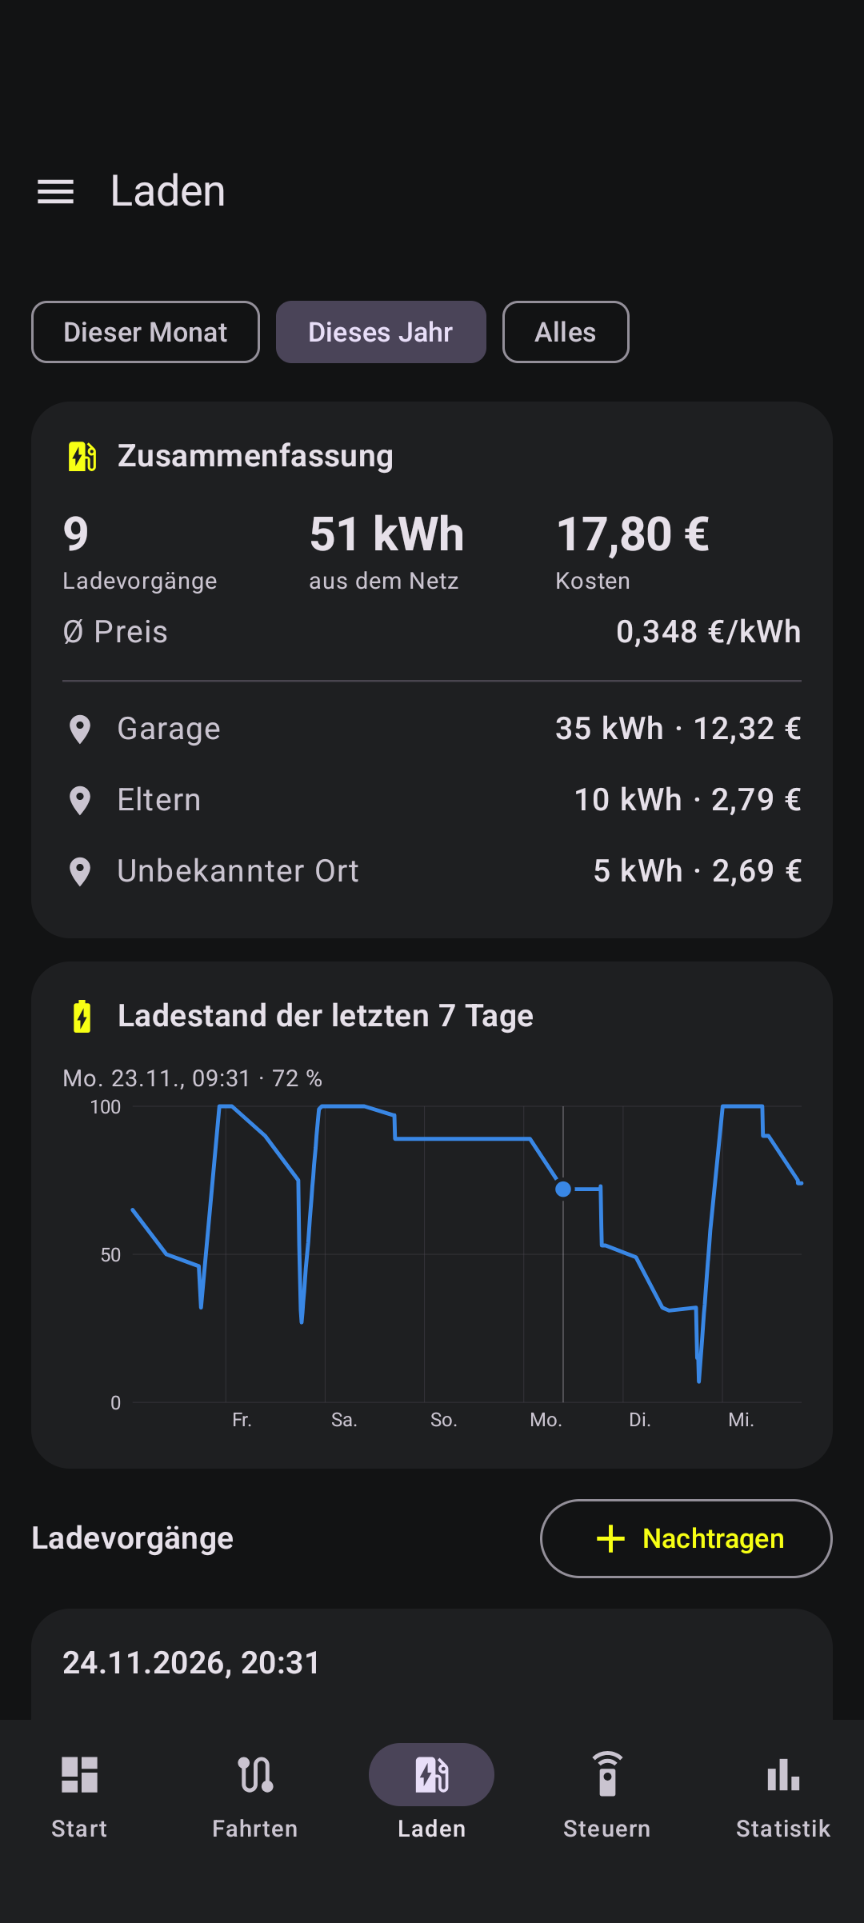 Laden
Dieser Monat Dieses Jahr Alles
Zusammenfassung
9 51 kWh 17,80 €
Ladevorgänge aus dem Netz Kosten
Ø Preis 0,348 €/kWh
Garage 35 kWh · 12,32 €
Eltern 10 kWh · 2,79 €
Unbekannter Ort 5 kWh · 2,69 €
Ladestand der letzten 7 Tage
Mo. 23.11., 09:31 · 72 %
100
50
0
Fr. Sa. So. Mo. Di. Mi.
Ladevorgänge + Nachtragen
24.11.2026, 20:31
Start Fahrten Laden Steuern Statistik